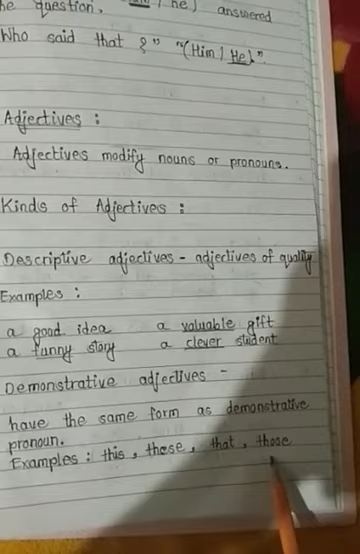 he question. | he) answered
Who said that ? " "(Him / He)".
Adjectives :
Adjectives modify nouns or pronouns.
Kinds of Adjectives :
Descriptive adjectives - adjectives of quality
Examples :
a good idea a valuable gift
a funny story a clever student
Demonstrative adjectives -
have the same form as demonstrative
pronoun.
Examples : this, these, that, those